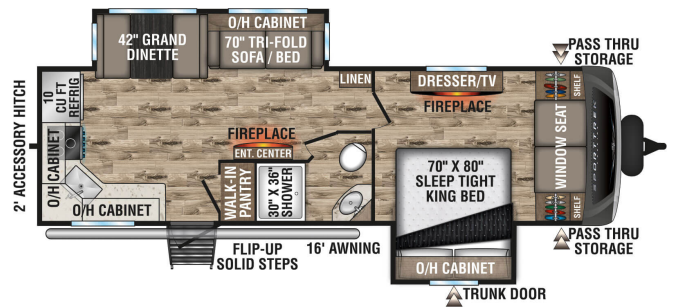 O/H CABINET
42" GRAND
DINETTE
70" TRI-FOLD
SOFA / BED
PASS THRU
STORAGE
2' ACCESSORY HITCH
10
CU FT
REFRIG
LINEN
DRESSER/TV
FIREPLACE
SHELF
FIREPLACE
ENT. CENTER
O/H CABINET
WALK-IN
PANTRY
30" X 36"
SHOWER
70" X 80"
SLEEP TIGHT
KING BED
WINDOW SEAT
SPORTTREK
O/H CABINET
SHELF
FLIP-UP
SOLID STEPS
16' AWNING
O/H CABINET
PASS THRU
STORAGE
TRUNK DOOR